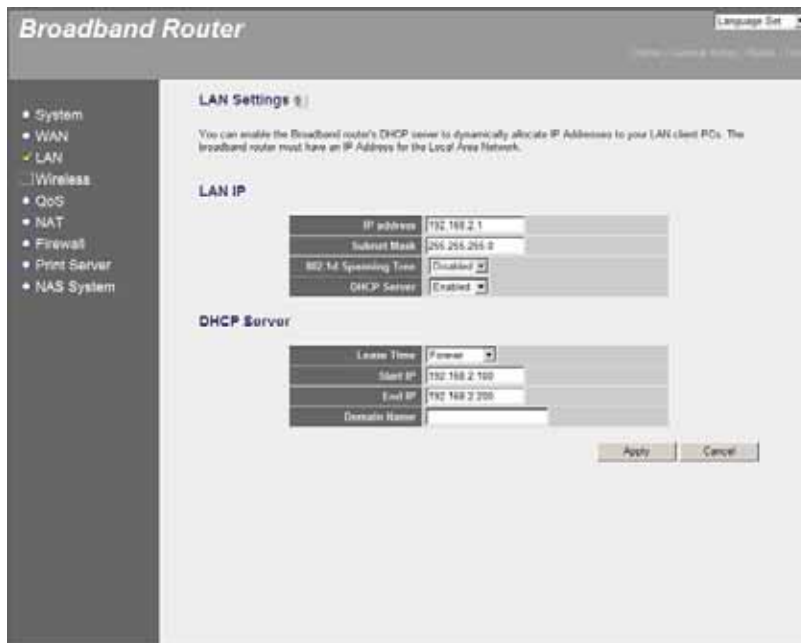 Broadband Router
Language Set
System
WAN
LAN
Wireless
QoS
NAT
Firewall
Print Server
NAS System
LAN Settings
You can enable the Broadband router's DHCP server to dynamically allocate IP Addresses to your LAN client PCs. The
broadband router must have an IP Address for the Local Area Network.
LAN IP
IP address 192.168.2.1
Subnet Mask 255.255.255.0
802.1d Spanning Tree Disabled
DHCP Server Enabled
DHCP Server
Lease Time Forever
Start IP 192.168.2.100
End IP 192.168.2.200
Domain Name
Apply Cancel